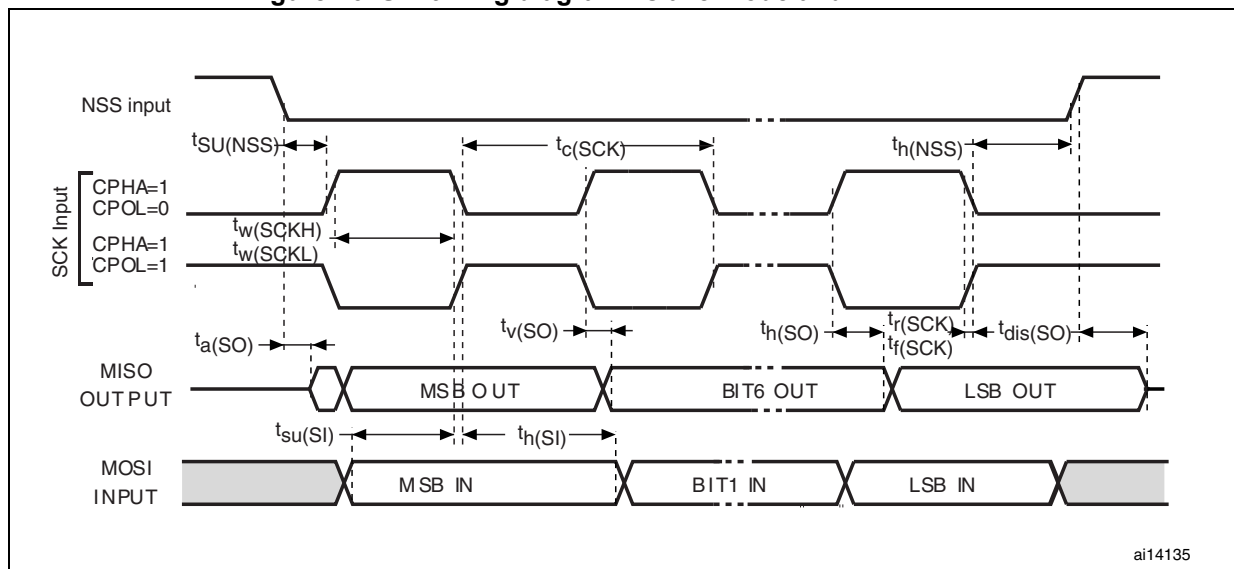 NSS input
tSU(NSS)
tc(SCK)
th(NSS)
SCK Input
CPHA=1
CPOL=0
tw(SCKH)
CPHA=1
tw(SCKL)
CPOL=1
ta(SO)
tv(SO)
th(SO)
tr(SCK)
tf(SCK)
tdis(SO)
MISO
OUTPUT
MSB OUT
BIT6 OUT
LSB OUT
tsu(SI)
th(SI)
MOSI
INPUT
MSB IN
BIT1 IN
LSB IN
ai14135